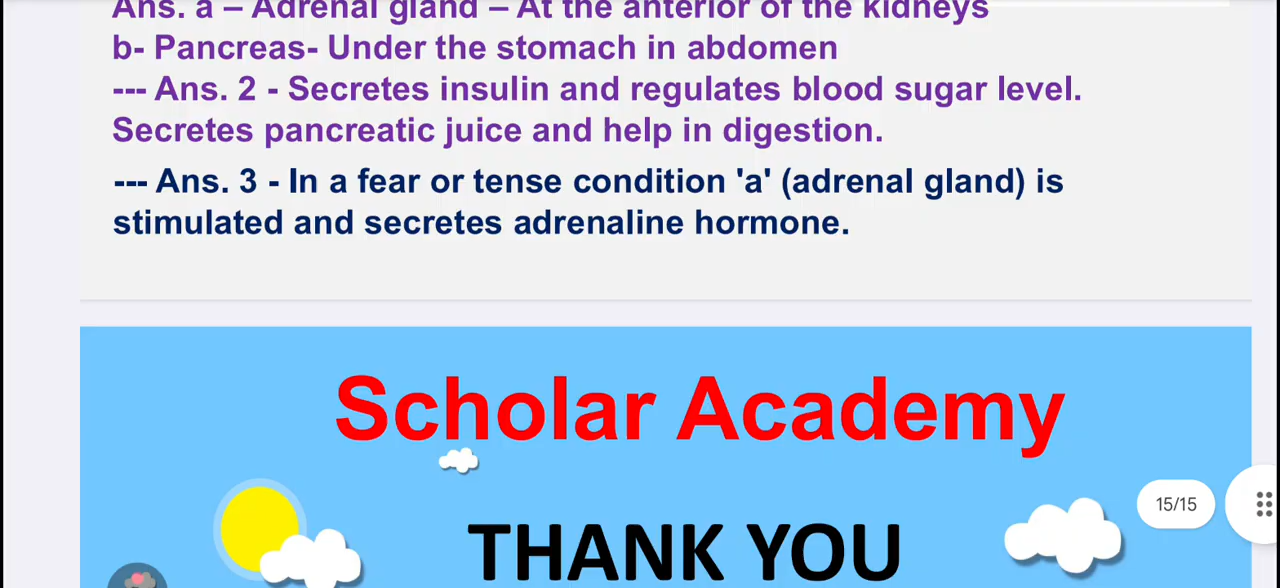 Ans. a – Adrenal gland – At the anterior of the kidneys
b- Pancreas- Under the stomach in abdomen
--- Ans. 2 - Secretes insulin and regulates blood sugar level.
Secretes pancreatic juice and help in digestion.
--- Ans. 3 - In a fear or tense condition 'a' (adrenal gland) is
stimulated and secretes adrenaline hormone.
Scholar Academy
15/15
THANK YOU